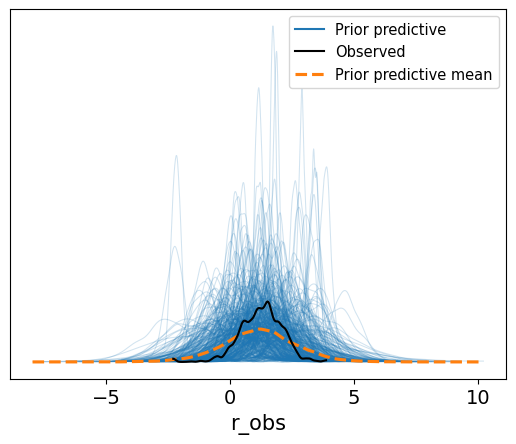 Prior predictive
Observed
Prior predictive mean
−5
0
5
10
r_obs